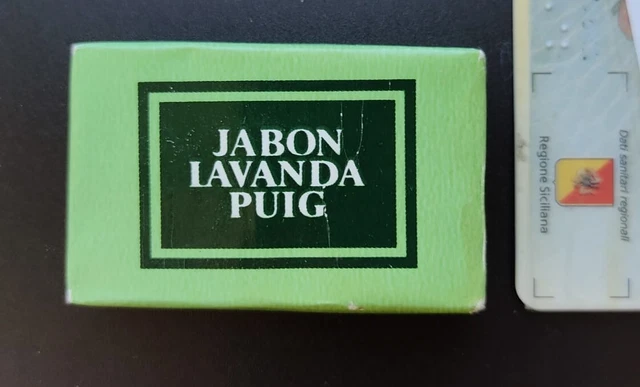 JABON
LAVANDA
PUIG
Dati sanitari regionali
Regione Siciliana